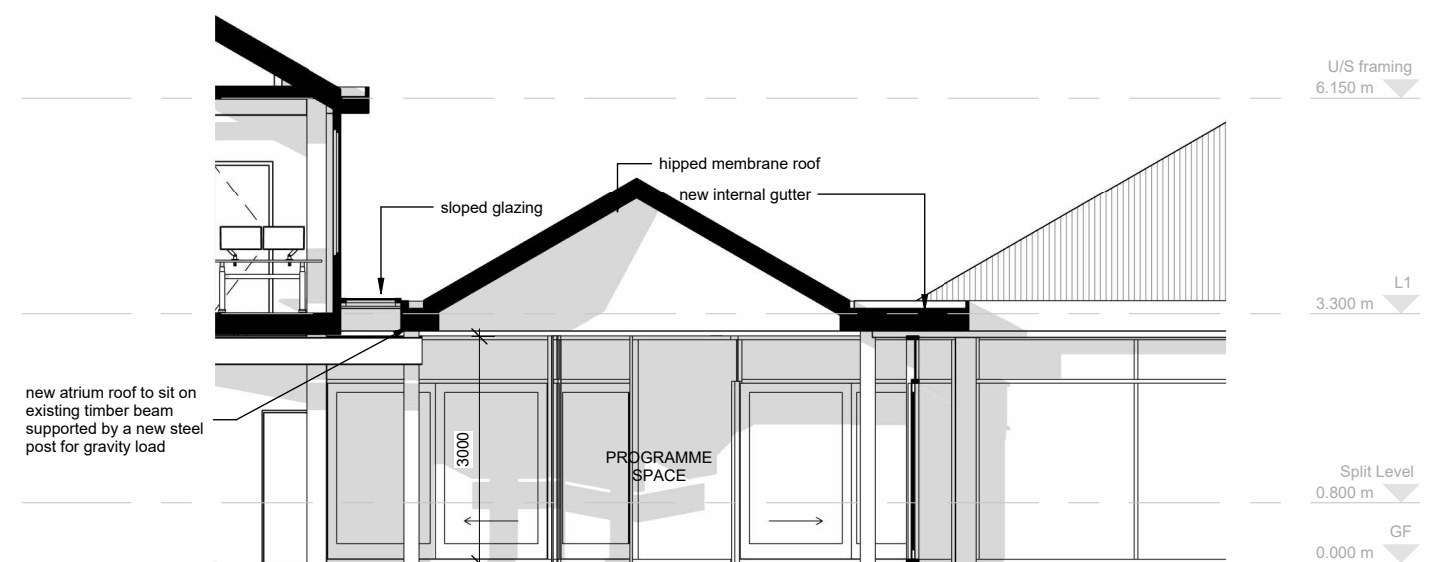 U/S framing
6.150 m
hipped membrane roof
new internal gutter
sloped glazing
L1
3.300 m
new atrium roof to sit on
existing timber beam
supported by a new steel
post for gravity load
3000
PROGRAMME
SPACE
Split Level
0.800 m
GF
0.000 m